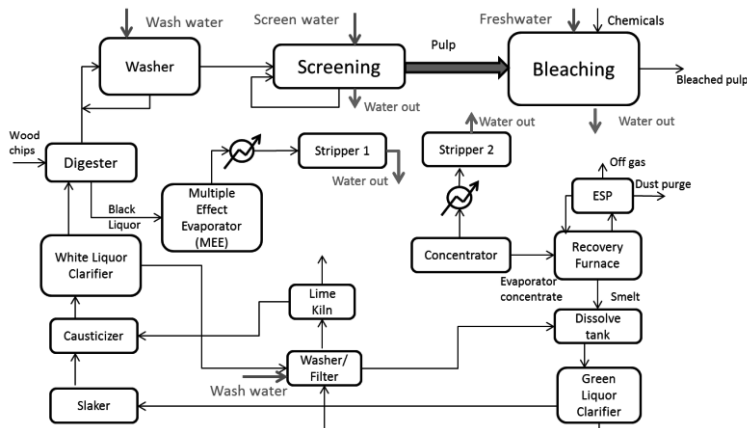 Wash water
Screen water
Freshwater
Chemicals
Washer
Screening
Pulp
Bleaching
Bleached pulp
Water out
Water out
Water out
Wood
chips
Digester
Stripper 1
Stripper 2
Water out
Off gas
ESP
Dust purge
Black
Liquor
Multiple
Effect
Evaporator
(MEE)
White Liquor
Clarifier
Concentrator
Recovery
Furnace
Evaporator
concentrate
Smelt
Lime
Kiln
Causticizer
Dissolve
tank
Washer/
Filter
Wash water
Slaker
Green
Liquor
Clarifier